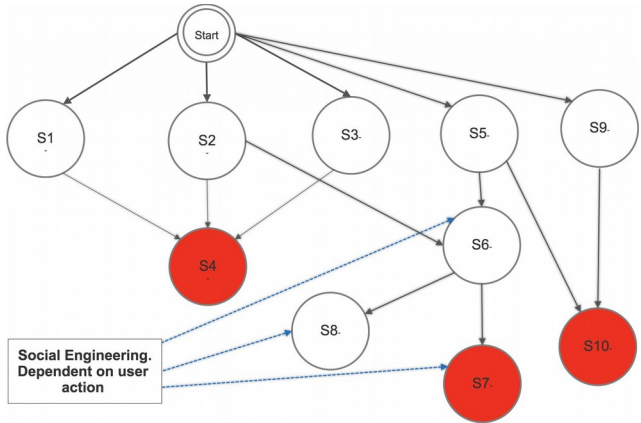 Start
S1
-
S2
-
S3-
S5-
S9-
S4
-
S6-
S8-
S7-
S10-
Social Engineering.
Dependent on user
action